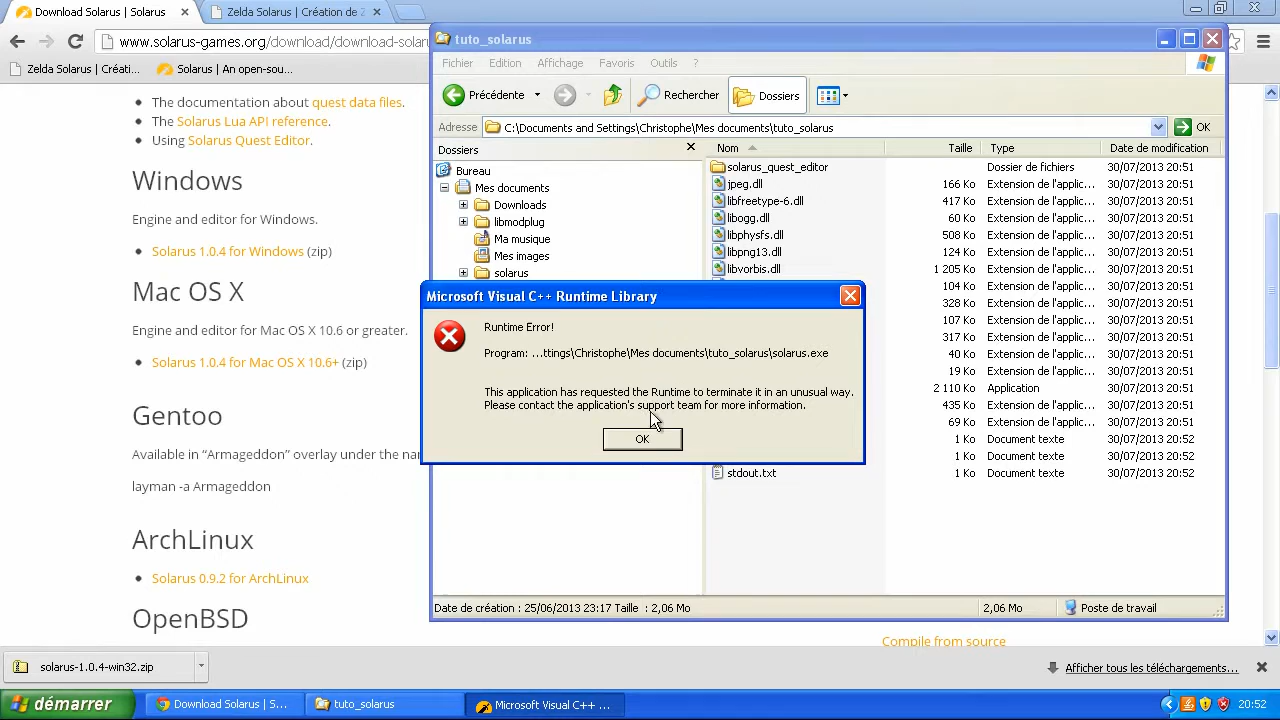 Download Solarus | Solarus
Zelda Solarus | Création de
www.solarus-games.org/download/download-solar
Zelda Solarus | Créati...
Solarus | An open-sou...
The documentation about quest data files.
The Solarus Lua API reference.
Using Solarus Quest Editor.
Windows
Engine and editor for Windows.
Solarus 1.0.4 for Windows (zip)
Mac OS X
Engine and editor for Mac OS X 10.6 or greater.
Solarus 1.0.4 for Mac OS X 10.6+ (zip)
Gentoo
Available in “Armageddon” overlay under the
layman -a Armageddon
ArchLinux
Solarus 0.9.2 for ArchLinux
OpenBSD
Compile from source
tuto_solarus
Fichier Edition Affichage Favoris Outils ?
Précédente Rechercher Dossiers
Adresse C:\Documents and Settings\Christophe\Mes documents\tuto_solarus OK
Dossiers
Bureau
Mes documents
Downloads
libmodplug
Ma musique
Mes images
solarus
Nom Taille Type Date de modification
solarus_quest_editor Dossier de fichiers 30/07/2013 20:51
jpeg.dll 166 Ko Extension de l'applic... 30/07/2013 20:51
libfreetype-6.dll 417 Ko Extension de l'applic... 30/07/2013 20:51
libogg.dll 60 Ko Extension de l'applic... 30/07/2013 20:51
libphysfs.dll 508 Ko Extension de l'applic... 30/07/2013 20:51
libpng13.dll 124 Ko Extension de l'applic... 30/07/2013 20:51
libvorbis.dll 1 205 Ko Extension de l'applic... 30/07/2013 20:51
104 Ko Extension de l'applic... 30/07/2013 20:51
328 Ko Extension de l'applic... 30/07/2013 20:51
107 Ko Extension de l'applic... 30/07/2013 20:51
317 Ko Extension de l'applic... 30/07/2013 20:51
40 Ko Extension de l'applic... 30/07/2013 20:51
19 Ko Extension de l'applic... 30/07/2013 20:51
2 110 Ko Application 30/07/2013 20:51
435 Ko Extension de l'applic... 30/07/2013 20:51
69 Ko Extension de l'applic... 30/07/2013 20:51
1 Ko Document texte 30/07/2013 20:52
1 Ko Document texte 30/07/2013 20:52
stdout.txt 1 Ko Document texte 30/07/2013 20:52
Date de création : 25/06/2013 23:17 Taille : 2,06 Mo 2,06 Mo Poste de travail
Microsoft Visual C++ Runtime Library
Runtime Error!
Program: ...ttings\Christophe\Mes documents\tuto_solarus\solarus.exe
This application has requested the Runtime to terminate it in an unusual way.
Please contact the application's support team for more information.
OK
solarus-1.0.4-win32.zip
Afficher tous les téléchargements...
démarrer
Download Solarus | S...
tuto_solarus
Microsoft Visual C++ ...
20:52